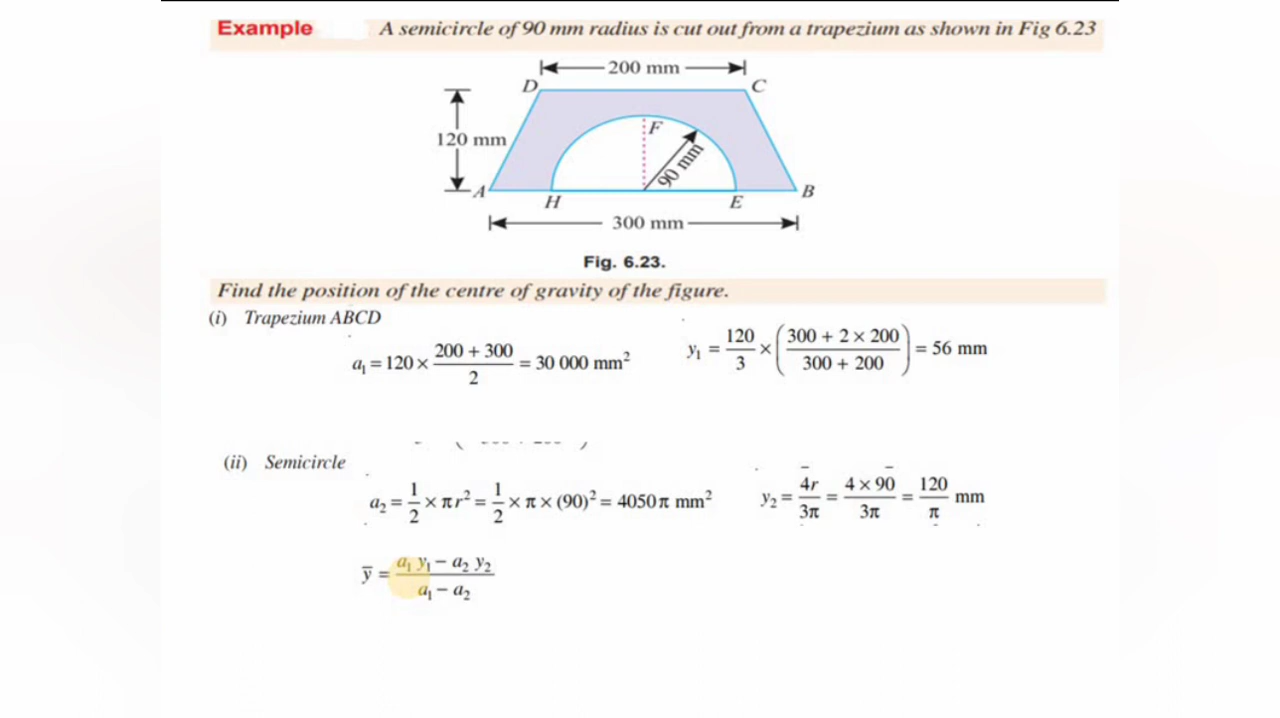 Example A semicircle of 90 mm radius is cut out from a trapezium as shown in Fig 6.23
200 mm
D C
F
120 mm
90 mm
A B
H E
300 mm
Fig. 6.23.
Find the position of the centre of gravity of the figure.
(i) Trapezium ABCD
a₁ = 120 × (200 + 300)/2 = 30 000 mm² y₁ = 120/3 × ((300 + 2 × 200)/(300 + 200)) = 56 mm
(ii) Semicircle
a₂ = 1/2 × πr² = 1/2 × π × (90)² = 4050π mm² y₂ = 4r/3π = (4 × 90)/3π = 120/π mm
ȳ = (a₁ y₁ – a₂ y₂)/(a₁ – a₂)